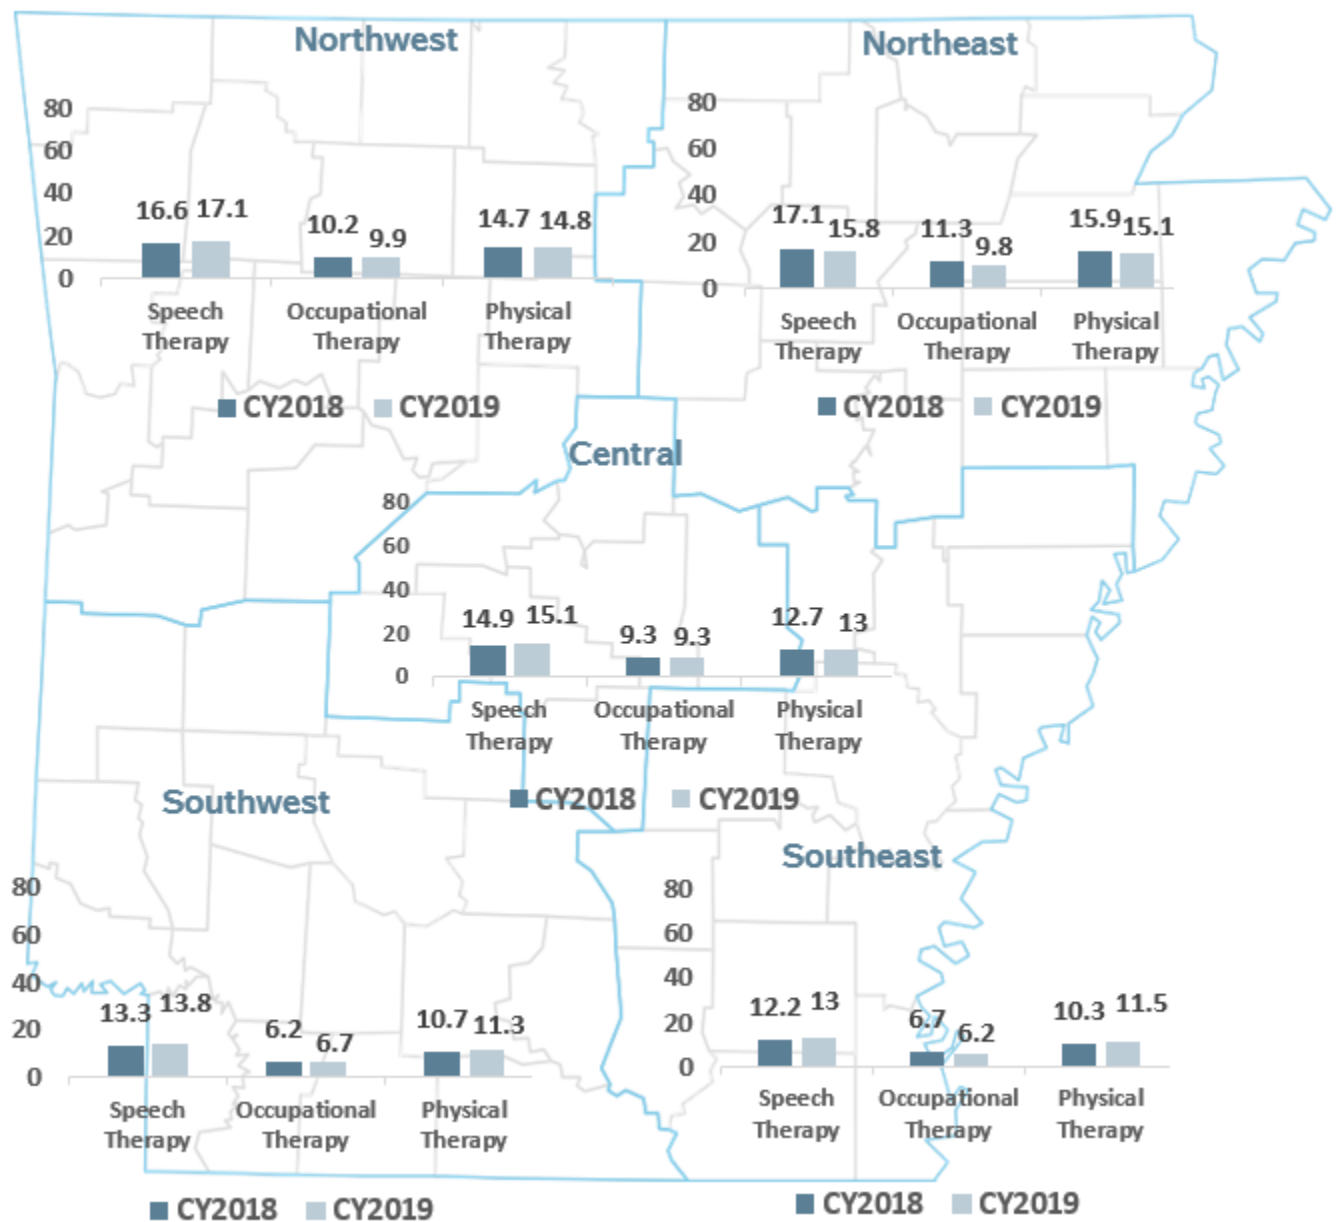 Northwest
80
60
40
20
0
16.6 17.1
10.2 9.9
14.7 14.8
Speech Therapy
Occupational Therapy
Physical Therapy
CY2018 CY2019
Northeast
80
60
40
20
0
17.1 15.8
11.3 9.8
15.9 15.1
Speech Therapy
Occupational Therapy
Physical Therapy
CY2018 CY2019
Central
80
60
40
20
0
14.9 15.1
9.3 9.3
12.7 13
Speech Therapy
Occupational Therapy
Physical Therapy
CY2018 CY2019
Southwest
80
60
40
20
0
13.3 13.8
6.2 6.7
10.7 11.3
Speech Therapy
Occupational Therapy
Physical Therapy
CY2018 CY2019
Southeast
80
60
40
20
0
12.2 13
6.7 6.2
10.3 11.5
Speech Therapy
Occupational Therapy
Physical Therapy
CY2018 CY2019